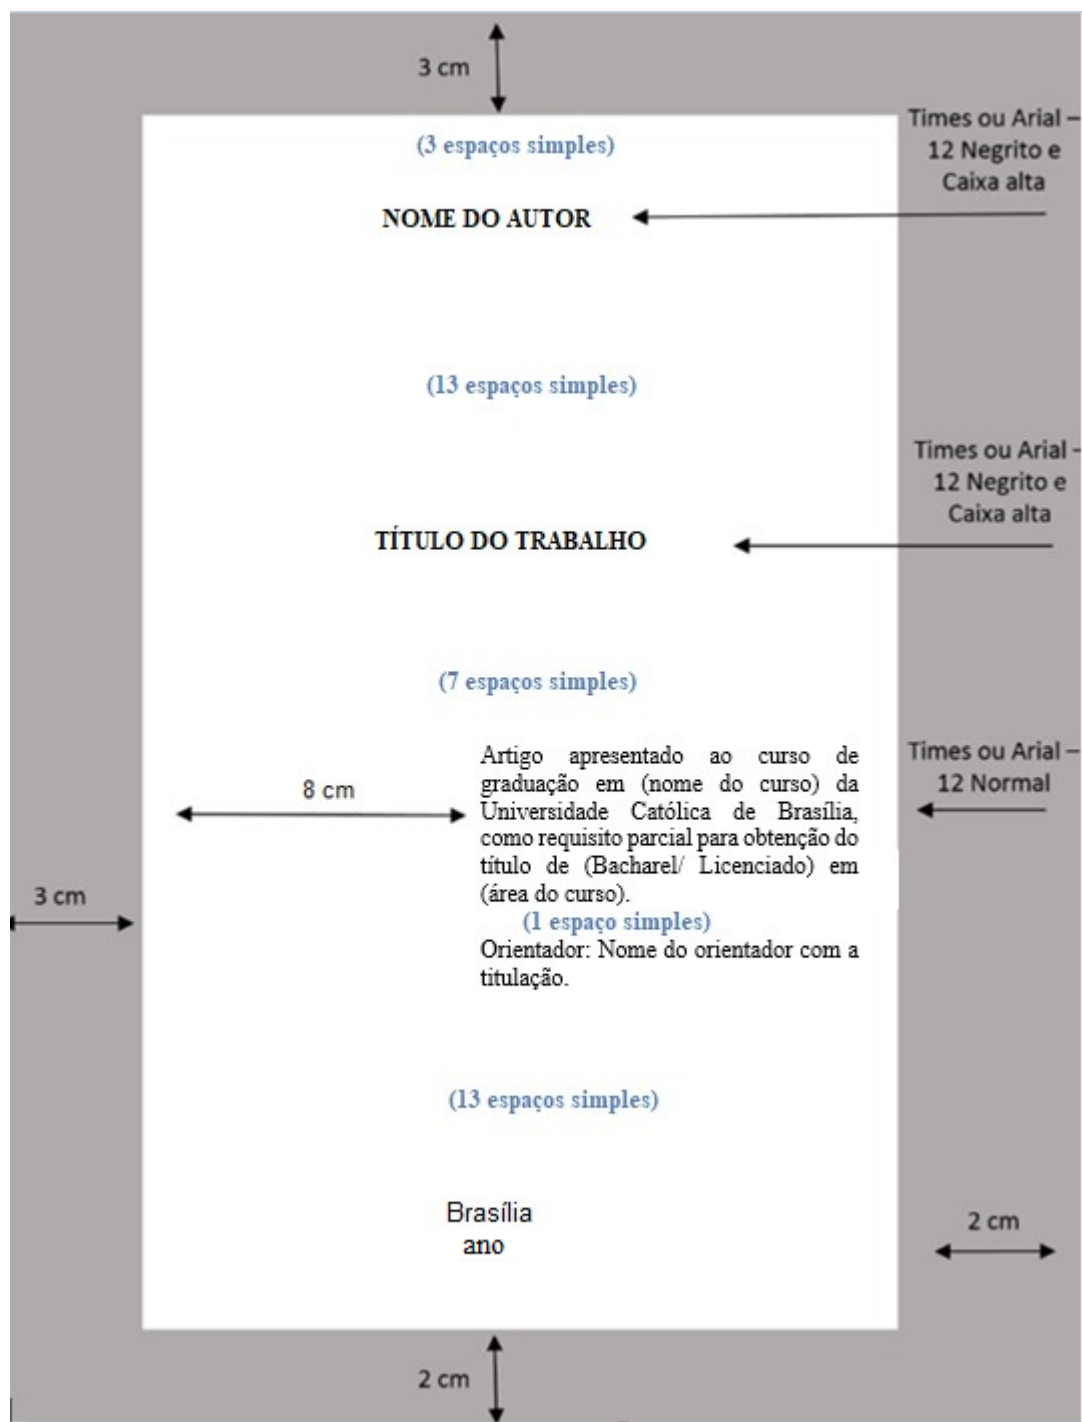 3 cm
Times ou Arial –
12 Negrito e
Caixa alta
(3 espaços simples)
NOME DO AUTOR
(13 espaços simples)
Times ou Arial -
12 Negrito e
Caixa alta
TÍTULO DO TRABALHO
(7 espaços simples)
Times ou Arial –
12 Normal
8 cm
Artigo apresentado ao curso de
graduação em (nome do curso) da
Universidade Católica de Brasília,
como requisito parcial para obtenção do
título de (Bacharel/ Licenciado) em
(área do curso).
3 cm
(1 espaço simples)
Orientador: Nome do orientador com a
titulação.
(13 espaços simples)
Brasília
ano
2 cm
2 cm